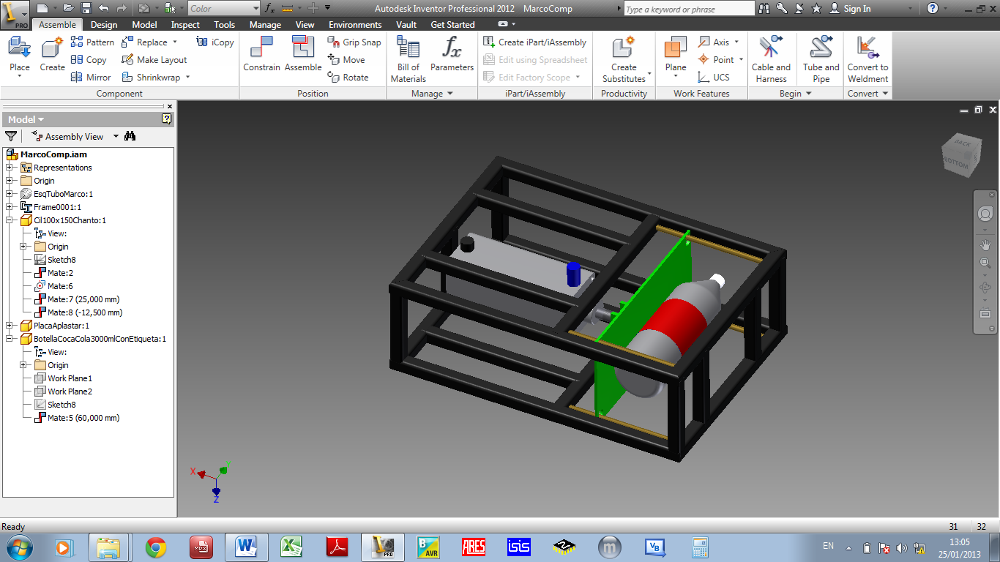 PRO
Color
Autodesk Inventor Professional 2012 MarcoComp
Type a keyword or phrase
Sign In
Assemble Design Model Inspect Tools Manage View Environments Vault Get Started
Place
Create
Pattern
Copy
Mirror
Replace
Make Layout
Shrinkwrap
iCopy
Component
Constrain
Assemble
Grip Snap
Move
Rotate
Position
Bill of
Materials
Parameters
Manage
Create iPart/iAssembly
Edit using Spreadsheet
Edit Factory Scope
iPart/iAssembly
Create
Substitutes
Productivity
Plane
Axis
Point
UCS
Work Features
Cable and
Harness
Tube and
Pipe
Begin
Convert to
Weldment
Convert
Model
Assembly View
MarcoComp.iam
Representations
Origin
EsqTuboMarco:1
Frame0001:1
Cil100x150Chanto:1
View:
Origin
Sketch8
Mate:2
Mate:6
Mate:7 (25,000 mm)
Mate:8 (-12,500 mm)
PlacaAplastar:1
BotellaCocaCola3000mlConEtiqueta:1
View:
Origin
Work Plane1
Work Plane2
Sketch8
Mate:5 (60,000 mm)
BACK
BOTTOM
X
Y
Z
Ready
31 32
MP3
PRO
AVR
ARES
ISIS
VB
EN
13:05
25/01/2013